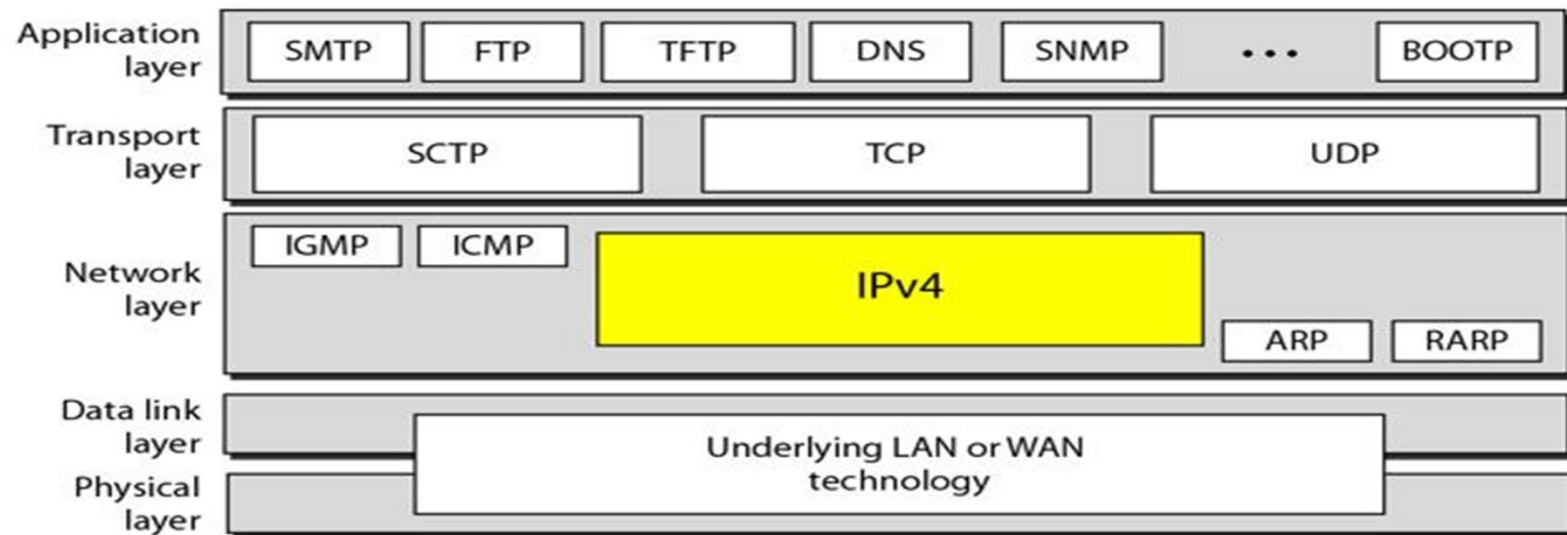 Application
layer
SMTP FTP TFTP DNS SNMP ... BOOTP
Transport
layer
SCTP TCP UDP
Network
layer
IGMP ICMP
IPv4
ARP RARP
Data link
layer
Underlying LAN or WAN
technology
Physical
layer